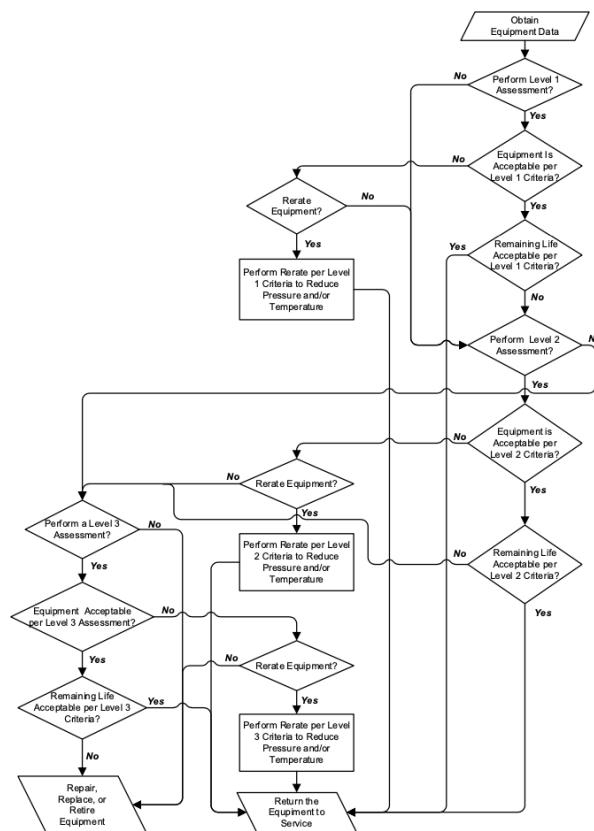 Obtain
Equipment Data
No
Perform Level 1
Assessment?
Yes
No
Equipment Is
Acceptable per
Level 1 Criteria?
Rerate
Equipment?
No
Yes
Yes
Yes
Remaining Life
Acceptable per
Level 1 Criteria?
Perform Rerate per Level
1 Criteria to Reduce
Pressure and/or
Temperature
No
Perform Level 2
Assessment?
N
Yes
Equipment is
Acceptable per
Level 2 Criteria?
No
No
Rerate Equipment?
Yes
Yes
Perform a Level 3
Assessment?
No
Perform Rerate per Level
2 Criteria to Reduce
Pressure and/or
Temperature
No
Remaining Life
Acceptable per
Level 2 Criteria?
Yes
Yes
Equipment Acceptable
per Level 3 Assessment?
No
No
Rerate Equipment?
Yes
Yes
Remaining Life
Acceptable per Level 3
Criteria?
Yes
Perform Rerate per Level
3 Criteria to Reduce
Pressure and/or
Temperature
No
Repair,
Replace, or
Retire
Equipment
Return the
Equipment to
Service